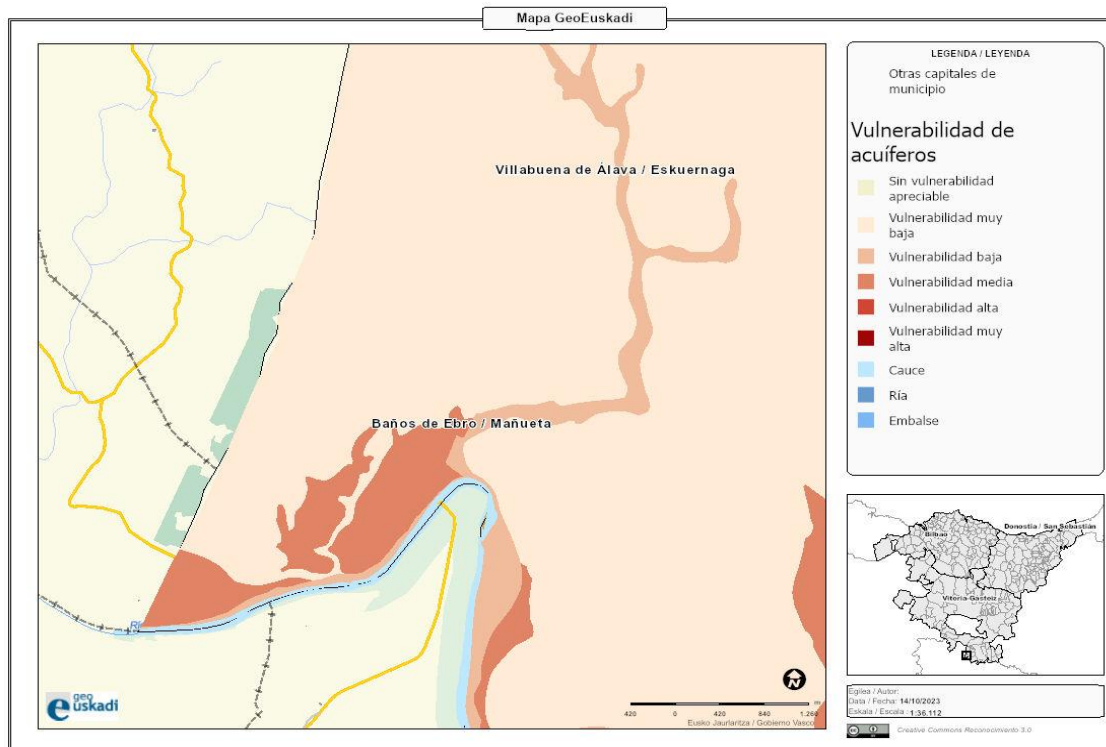 Mapa GeoEuskadi
Villabuena de Álava / Eskuernaga
Baños de Ebro / Mañueta
geo
euskadi
420 0 420 840 1.260 m
Eusko Jaurlaritza / Gobierno Vasco
N
LEGENDA / LEYENDA
Otras capitales de
municipio
Vulnerabilidad de
acuíferos
Sin vulnerabilidad
apreciable
Vulnerabilidad muy
baja
Vulnerabilidad baja
Vulnerabilidad media
Vulnerabilidad alta
Vulnerabilidad muy
alta
Cauce
Ría
Embalse
Donostia / San Sebastián
Bilbao
Vitoria-Gasteiz
Egilea / Autor:
Data / Fecha: 14/10/2023
Eskala / Escala : 1:36.112
Creative Commons Reconocimiento 3.0